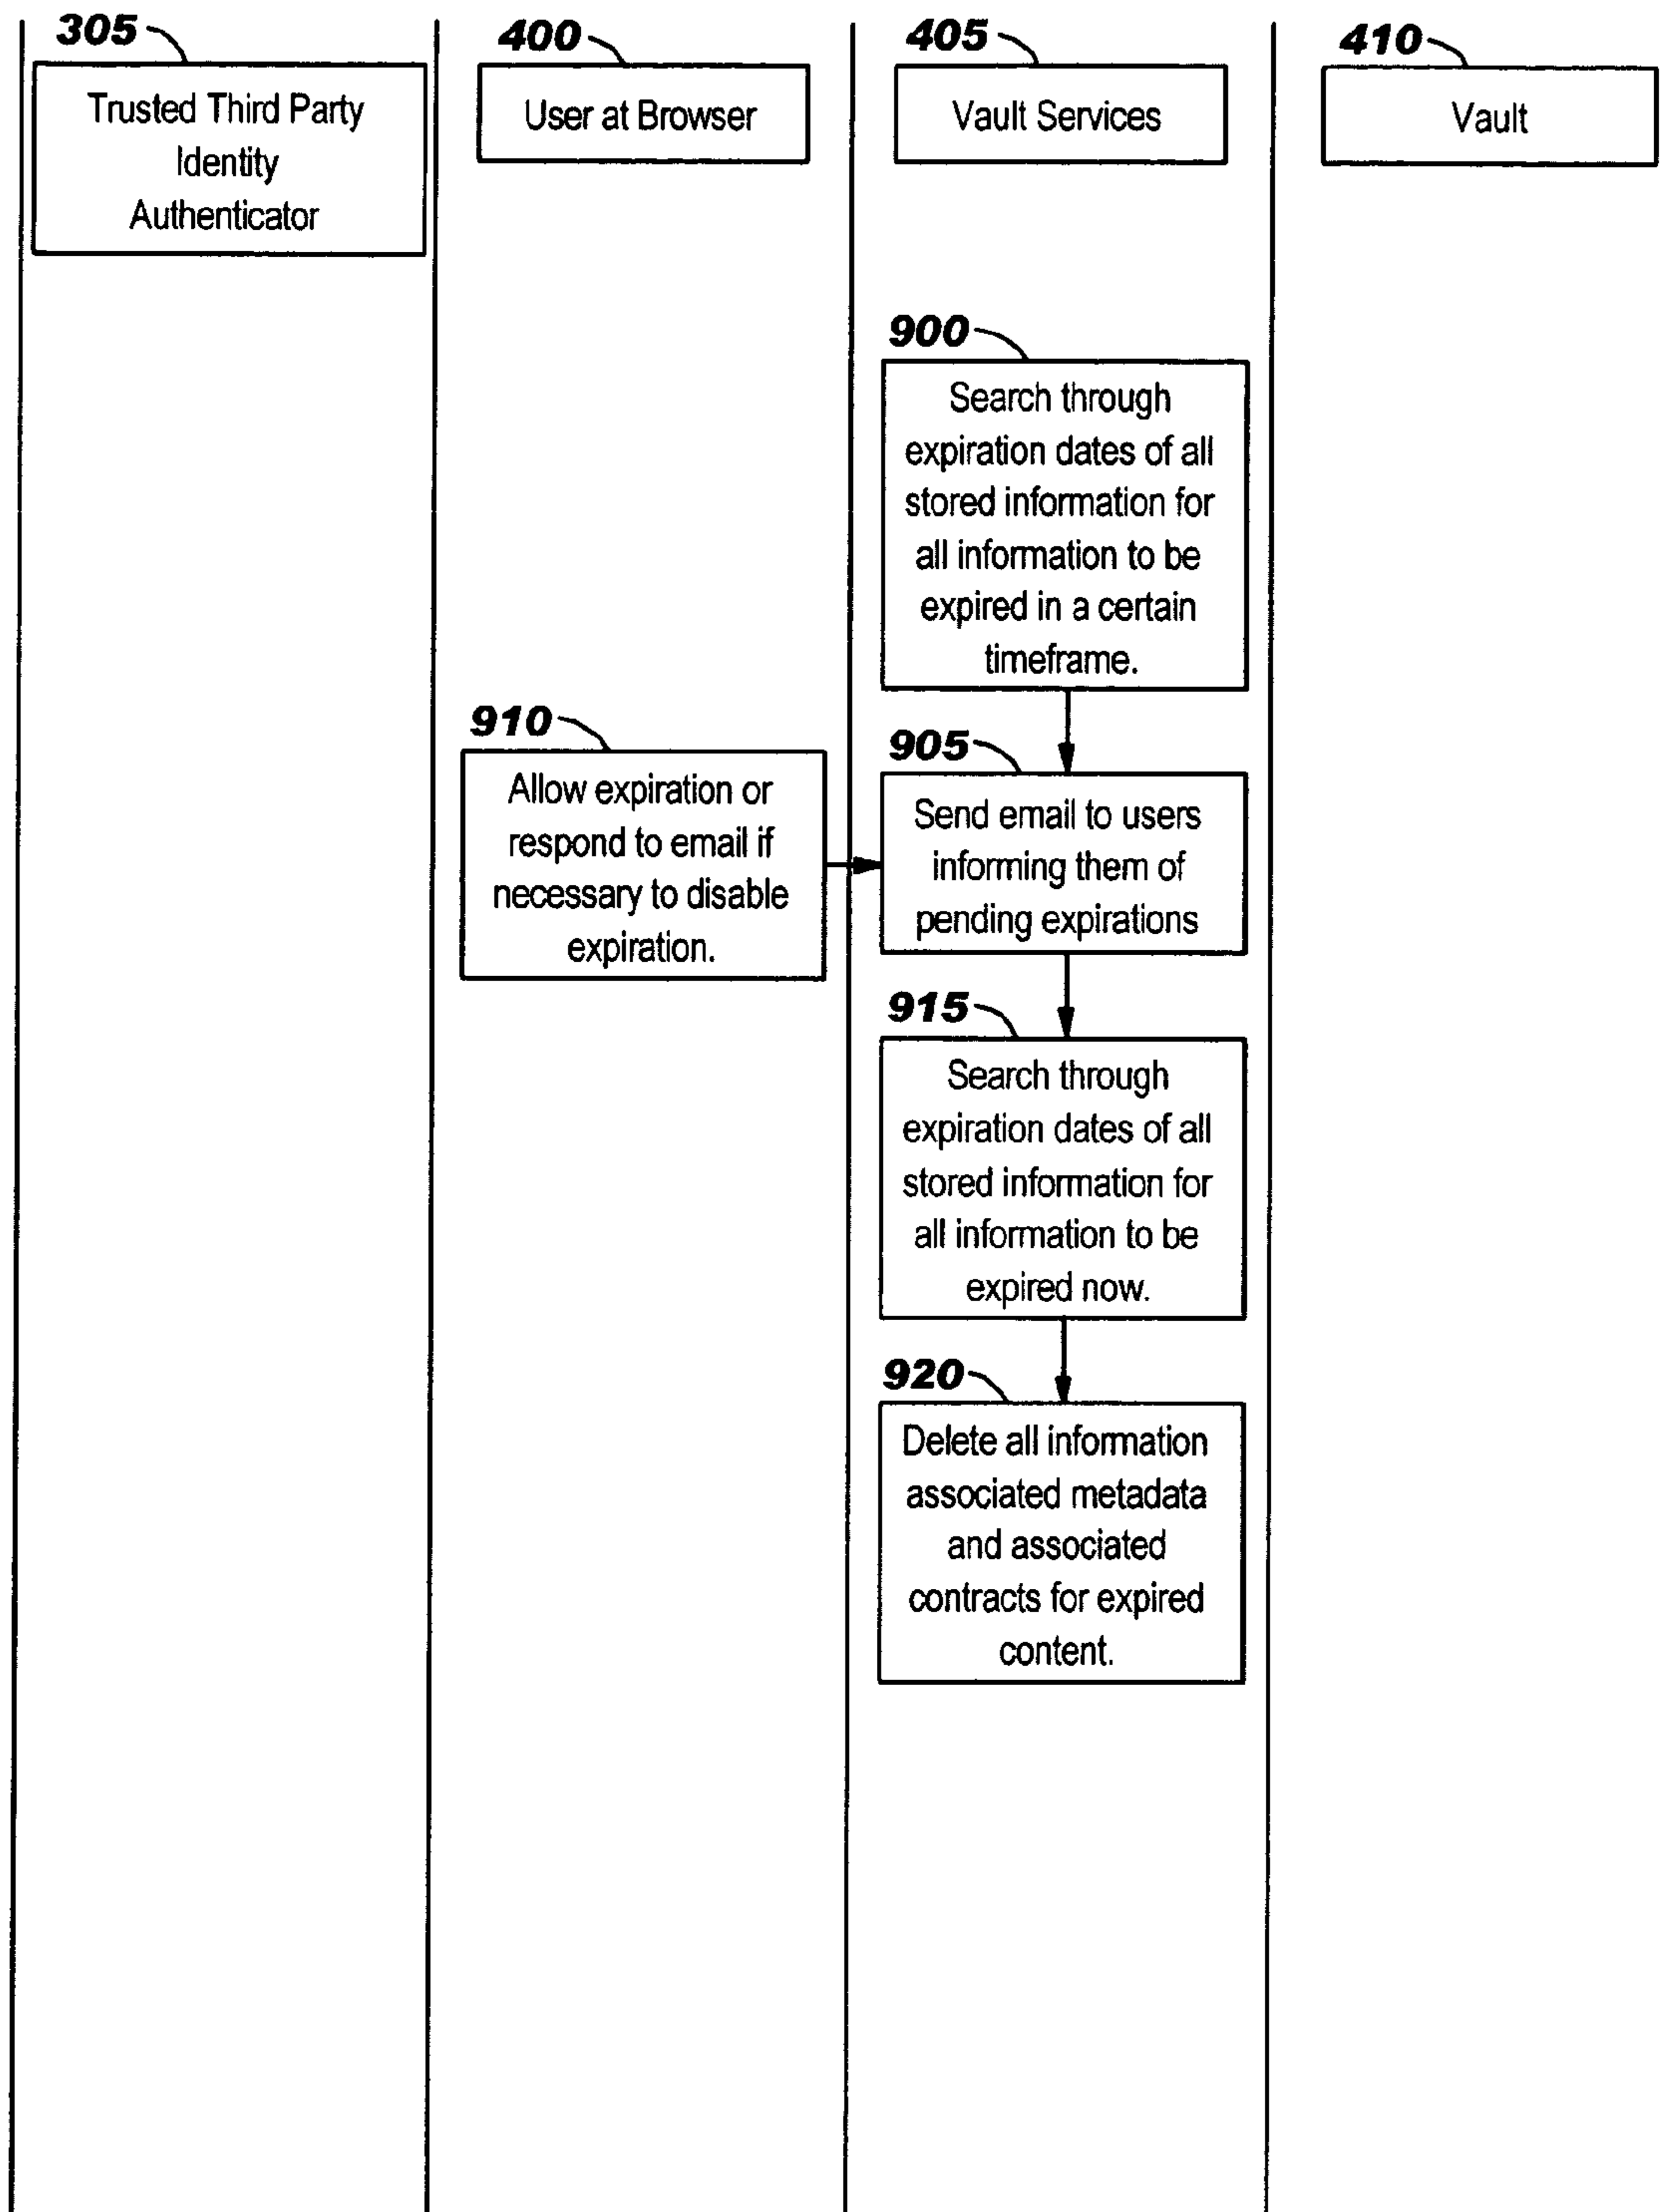 305
Trusted Third Party
Identity
Authenticator
400
User at Browser
405
Vault Services
410
Vault
900
Search through
expiration dates of all
stored information for
all information to be
expired in a certain
timeframe.
910
Allow expiration or
respond to email if
necessary to disable
expiration.
905
Send email to users
informing them of
pending expirations
915
Search through
expiration dates of all
stored information for
all information to be
expired now.
920
Delete all information
associated metadata
and associated
contracts for expired
content.